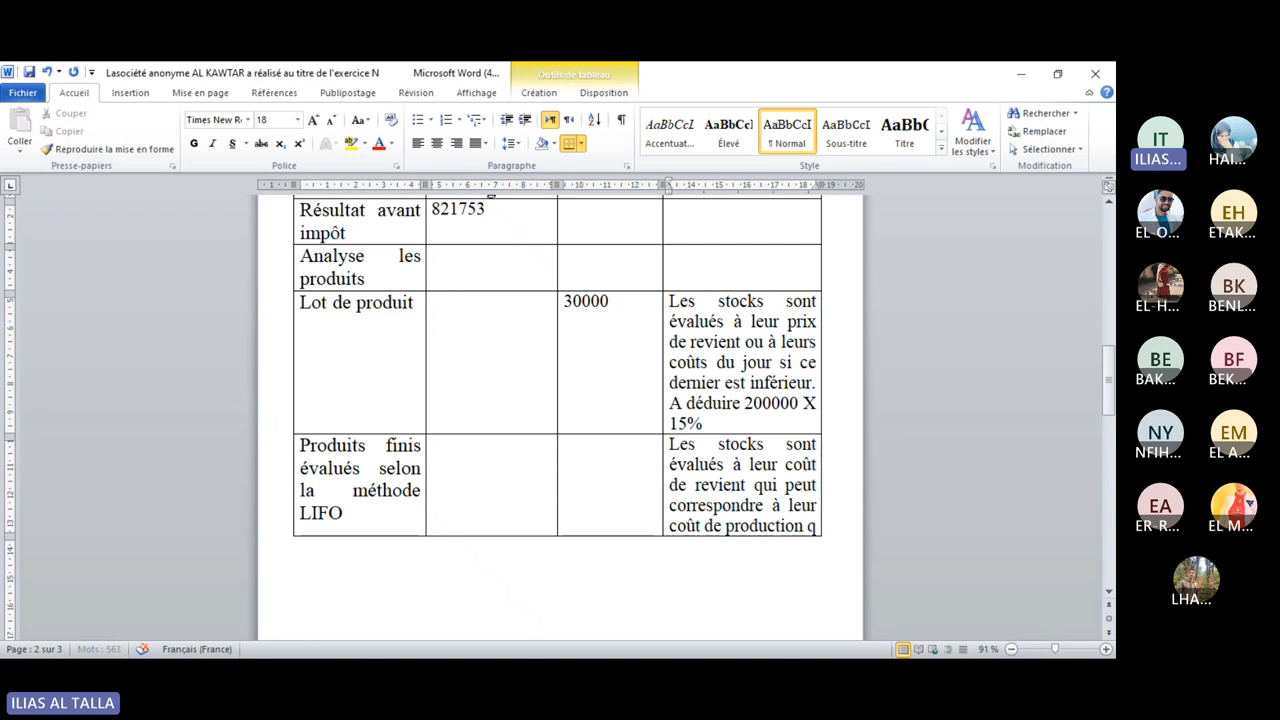 Lasociété anonyme AL KAWTAR a réalisé au titre de l'exercice N
Microsoft Word (4...
Outils de tableau
Fichier
Accueil
Insertion
Mise en page
Références
Publipostage
Révision
Affichage
Création
Disposition
Couper
Copier
Coller
Reproduire la mise en forme
Presse-papiers
Times New R
18
Police
Paragraphe
AaBbCcL
Accentuat...
AaBbCc
Élevé
AaBbCcI
¶ Normal
AaBbCcI
Sous-titre
AaBb(
Titre
Style
Modifier
les styles
Rechercher
Remplacer
Sélectionner
Modification
Résultat avant
impôt
821753
Analyse les
produits
Lot de produit
30000
Les stocks sont
évalués à leur prix
de revient ou à leurs
coûts du jour si ce
dernier est inférieur.
A déduire 200000 X
15%
Produits finis
évalués selon
la méthode
LIFO
Les stocks sont
évalués à leur coût
de revient qui peut
correspondre à leur
coût de production q
Page : 2 sur 3
Mots : 563
Français (France)
91 %
IT
ILIAS...
HAI...
EL-O...
EH
ETAK...
EL-H...
BK
BENL...
BE
BAK...
BF
BEK...
NY
NFIH...
EM
EL A...
EA
ER-R...
EL M...
LHA...
ILIAS AL TALLA